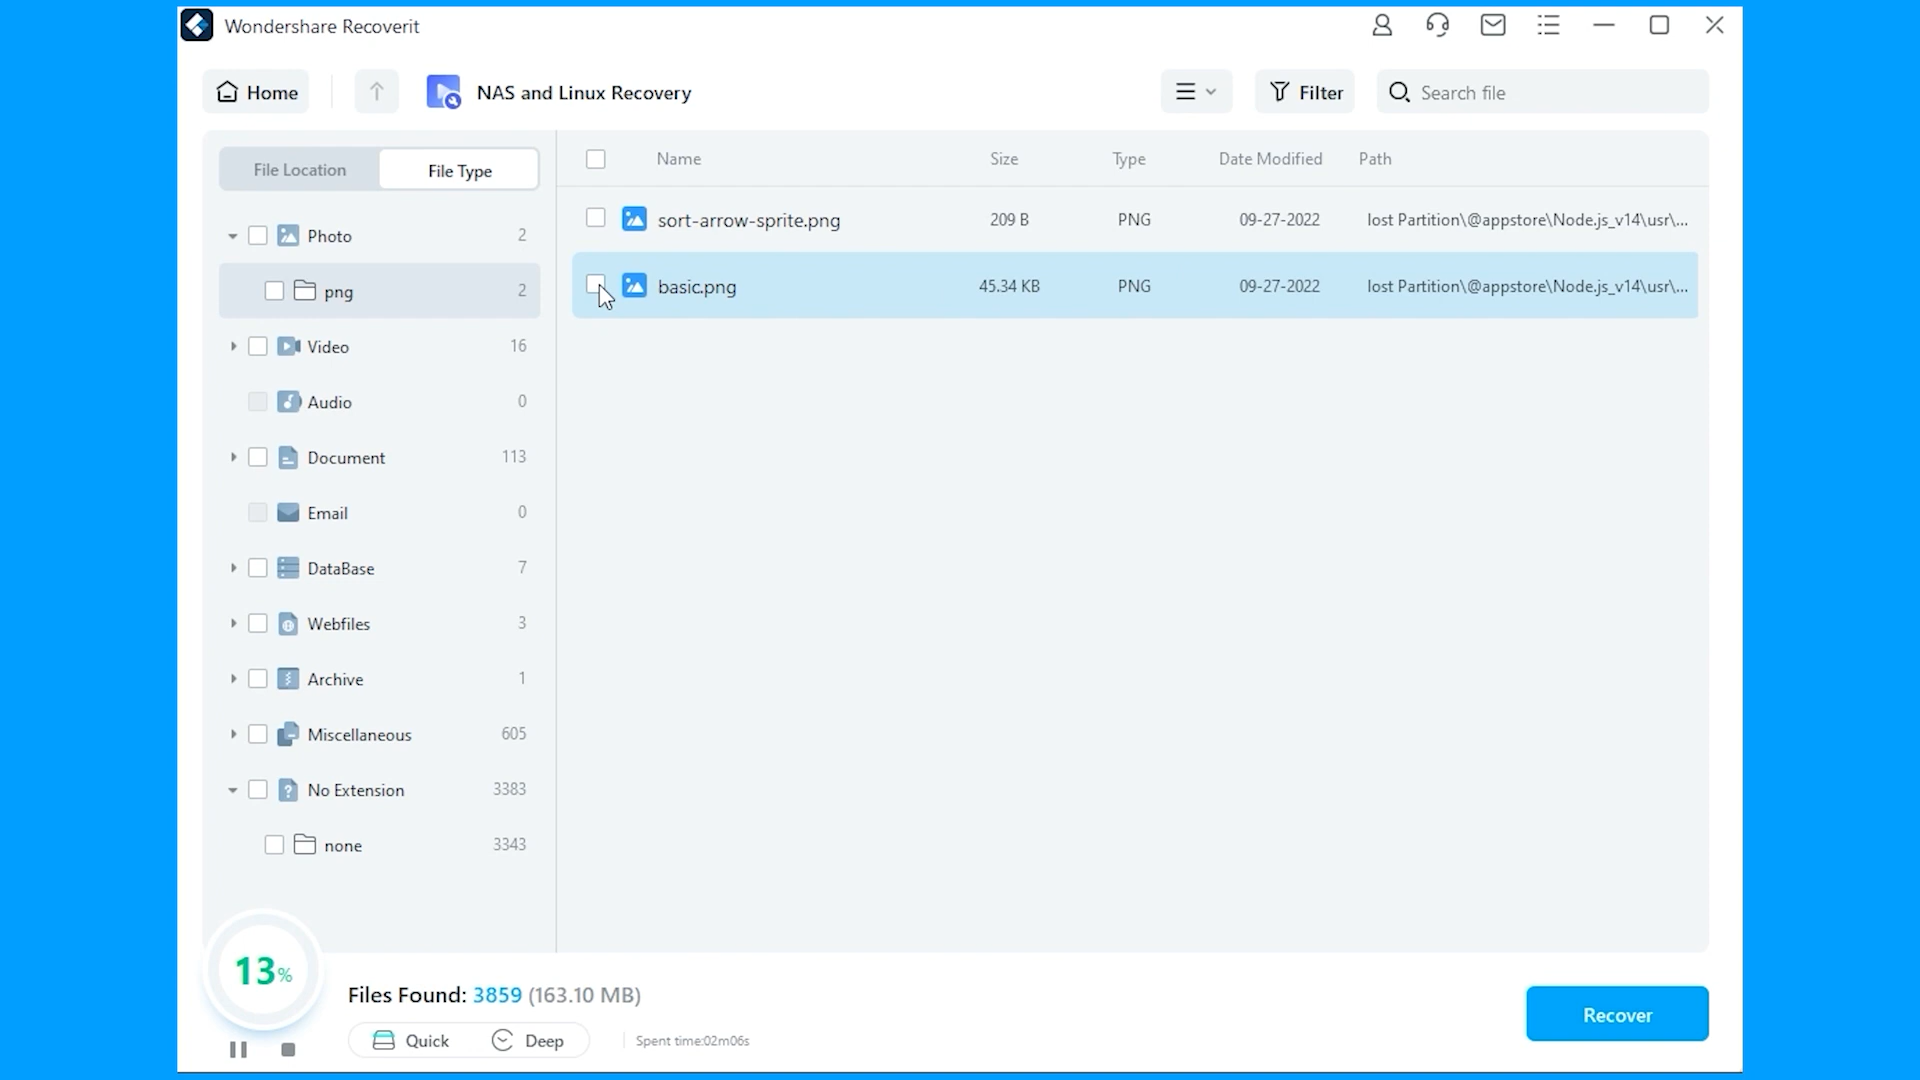 Wondershare Recoverit
Home
NAS and Linux Recovery
Filter
Search file
File Location
File Type
Name
Size
Type
Date Modified
Path
sort-arrow-sprite.png
209 B
PNG
09-27-2022
lost Partition\@appstore\Node.js_v14\usr\...
basic.png
45.34 KB
PNG
09-27-2022
lost Partition\@appstore\Node.js_v14\usr\...
Photo 2
png 2
Video 16
Audio 0
Document 113
Email 0
DataBase 7
Webfiles 3
Archive 1
Miscellaneous 605
No Extension 3383
none 3343
13%
Files Found: 3859 (163.10 MB)
Quick
Deep
Spent time:02m06s
Recover